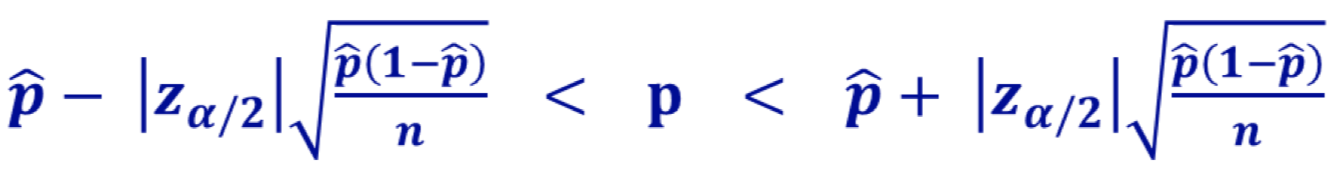 p̂ − |z_{α/2}|√(p̂(1−p̂)/n) < p < p̂ + |z_{α/2}|√(p̂(1−p̂)/n)